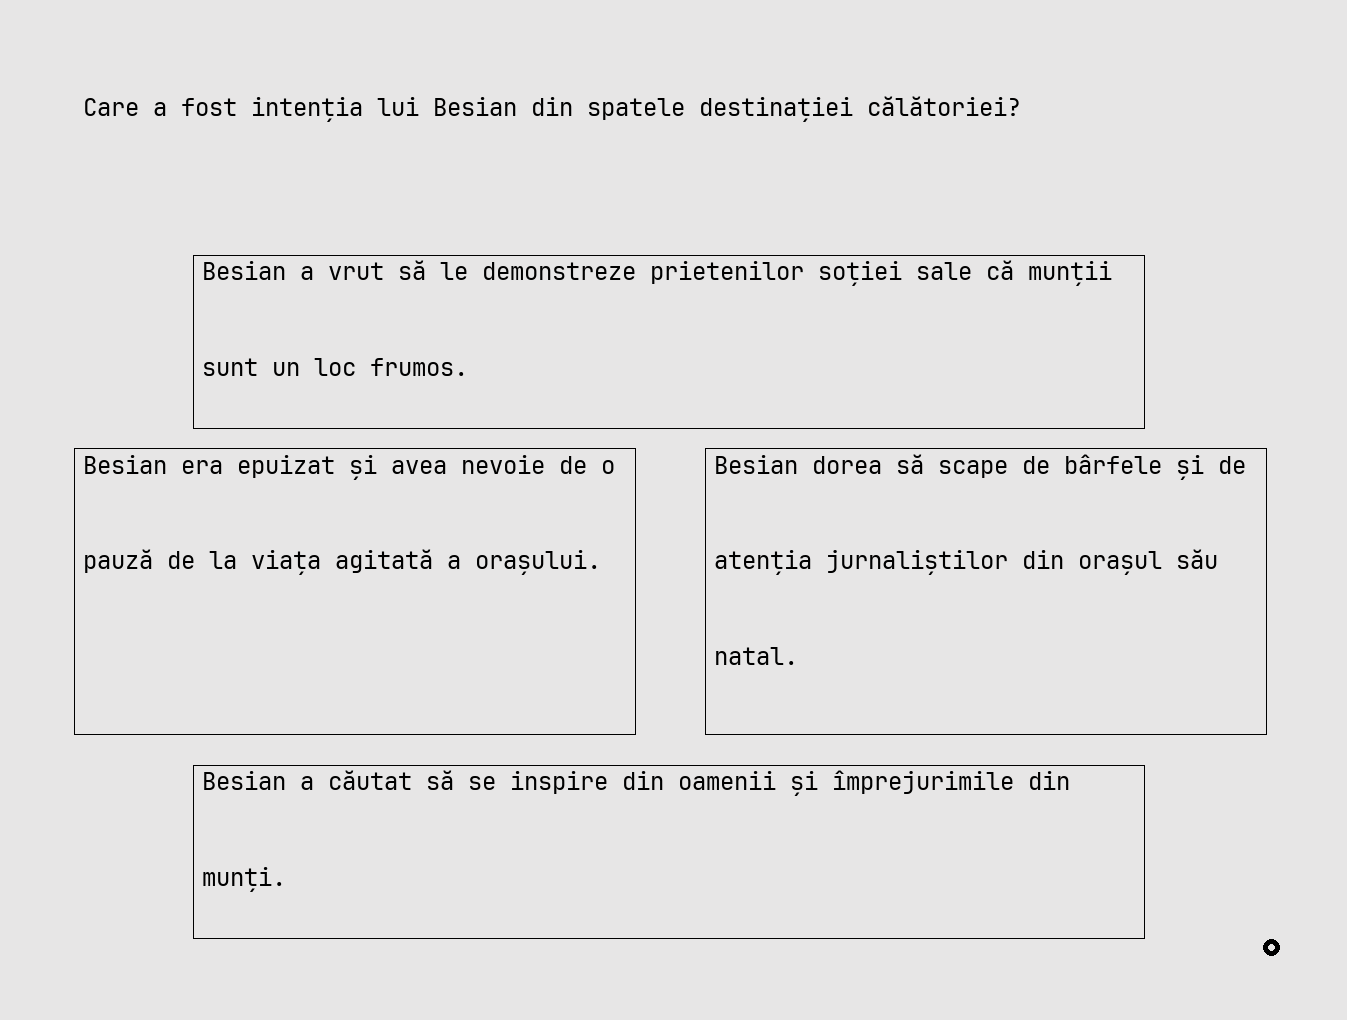 Care a fost intenția lui Besian din spatele destinației călătoriei?
Besian a vrut să le demonstreze prietenilor soției sale că munții
sunt un loc frumos.
Besian era epuizat și avea nevoie de o
pauză de la viața agitată a orașului.
Besian dorea să scape de bârfele și de
atenția jurnaliștilor din orașul său
natal.
Besian a căutat să se inspire din oamenii și împrejurimile din
munți.